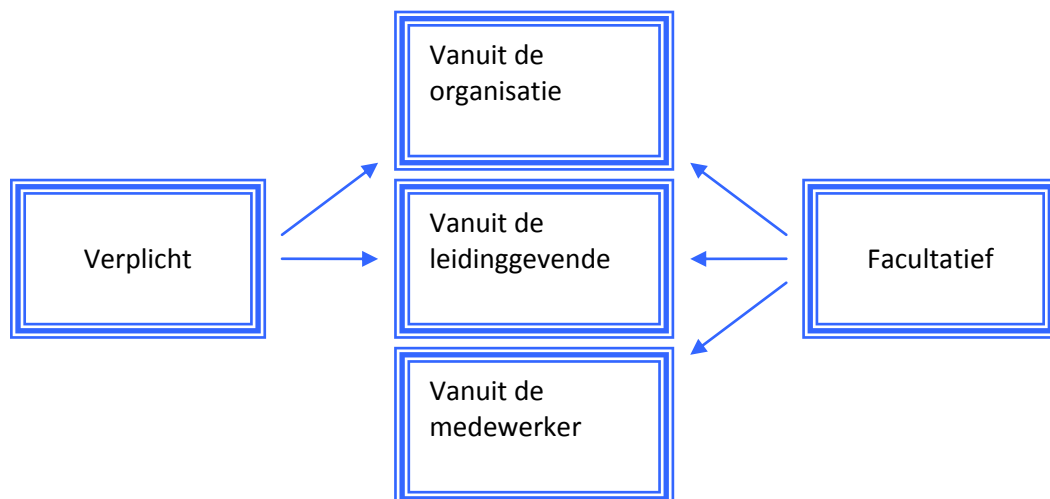 Vanuit de
organisatie
Verplicht
Vanuit de
leidinggevende
Facultatief
Vanuit de
medewerker